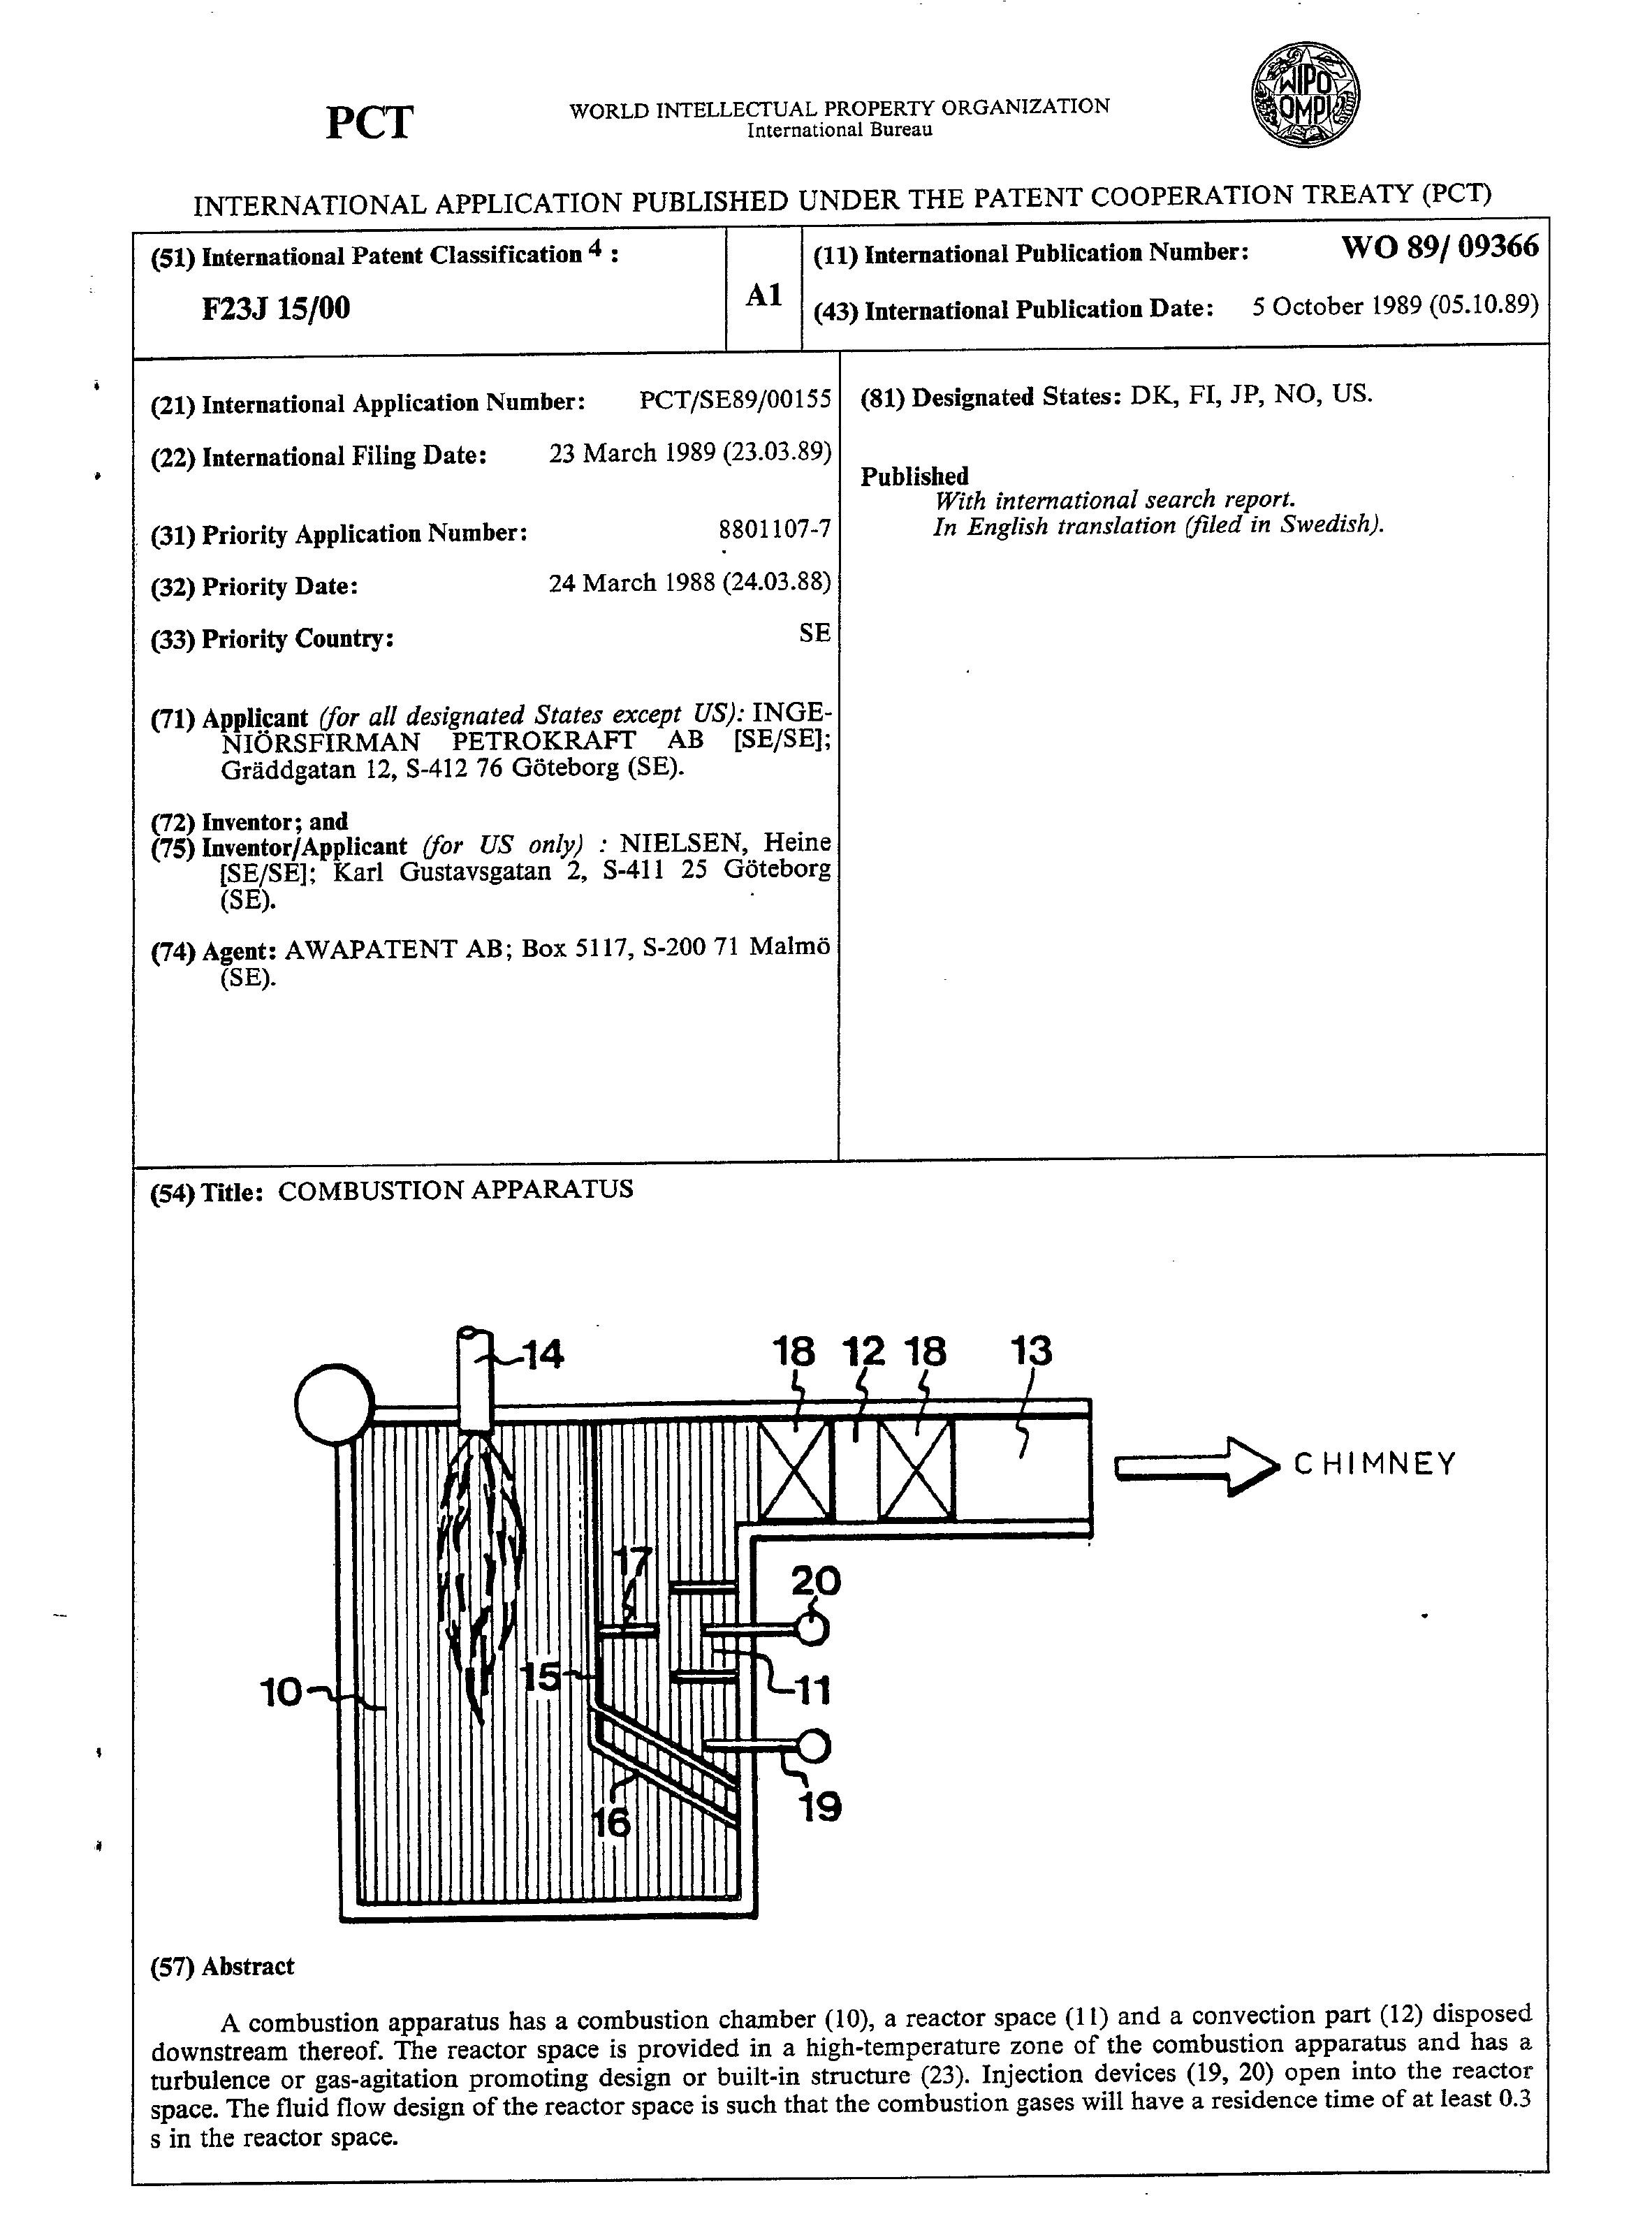 PCT
WORLD INTELLECTUAL PROPERTY ORGANIZATION
International Bureau
WIPO
OMPI
INTERNATIONAL APPLICATION PUBLISHED UNDER THE PATENT COOPERATION TREATY (PCT)
(51) International Patent Classification 4 :
F23J 15/00
A1
(11) International Publication Number: WO 89/ 09366
(43) International Publication Date: 5 October 1989 (05.10.89)
(21) International Application Number: PCT/SE89/00155
(22) International Filing Date: 23 March 1989 (23.03.89)
(31) Priority Application Number: 8801107-7
(32) Priority Date: 24 March 1988 (24.03.88)
(33) Priority Country: SE
(71) Applicant (for all designated States except US): INGE-
NIÖRSFIRMAN PETROKRAFT AB [SE/SE];
Gräddgatan 12, S-412 76 Göteborg (SE).
(72) Inventor; and
(75) Inventor/Applicant (for US only) : NIELSEN, Heine
[SE/SE]; Karl Gustavsgatan 2, S-411 25 Göteborg
(SE).
(74) Agent: AWAPATENT AB; Box 5117, S-200 71 Malmö
(SE).
(81) Designated States: DK, FI, JP, NO, US.
Published
With international search report.
In English translation (filed in Swedish).
(54) Title: COMBUSTION APPARATUS
14
18 12 18 13
CHIMNEY
17
20
15
10
11
16
19
(57) Abstract
A combustion apparatus has a combustion chamber (10), a reactor space (11) and a convection part (12) disposed
downstream thereof. The reactor space is provided in a high-temperature zone of the combustion apparatus and has a
turbulence or gas-agitation promoting design or built-in structure (23). Injection devices (19, 20) open into the reactor
space. The fluid flow design of the reactor space is such that the combustion gases will have a residence time of at least 0.3
s in the reactor space.